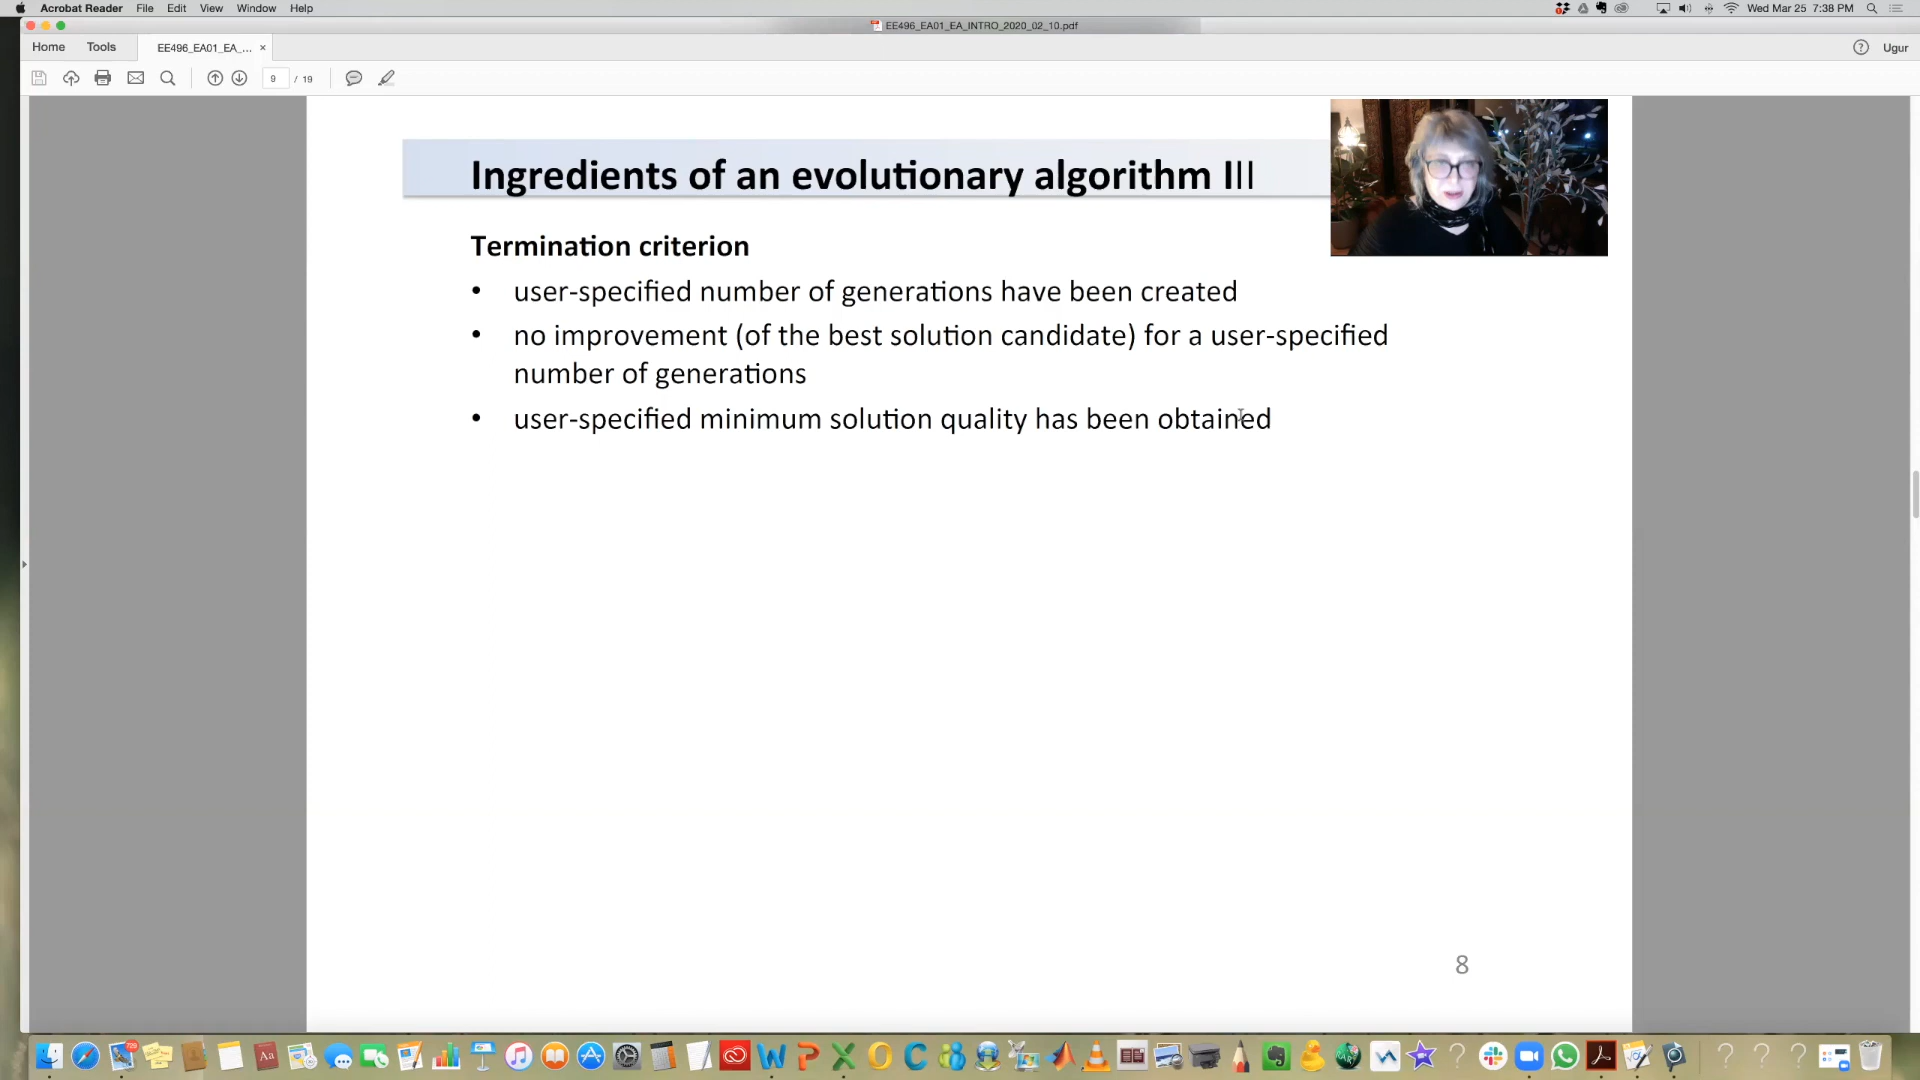 Acrobat Reader File Edit View Window Help
Wed Mar 25 7:38 PM
EE496_EA01_EA_INTRO_2020_02_10.pdf
Home Tools EE496_EA01_EA_... × Ugur
9 / 19
Ingredients of an evolutionary algorithm III
Termination criterion
• user-specified number of generations have been created
• no improvement (of the best solution candidate) for a user-specified
number of generations
• user-specified minimum solution quality has been obtained
8